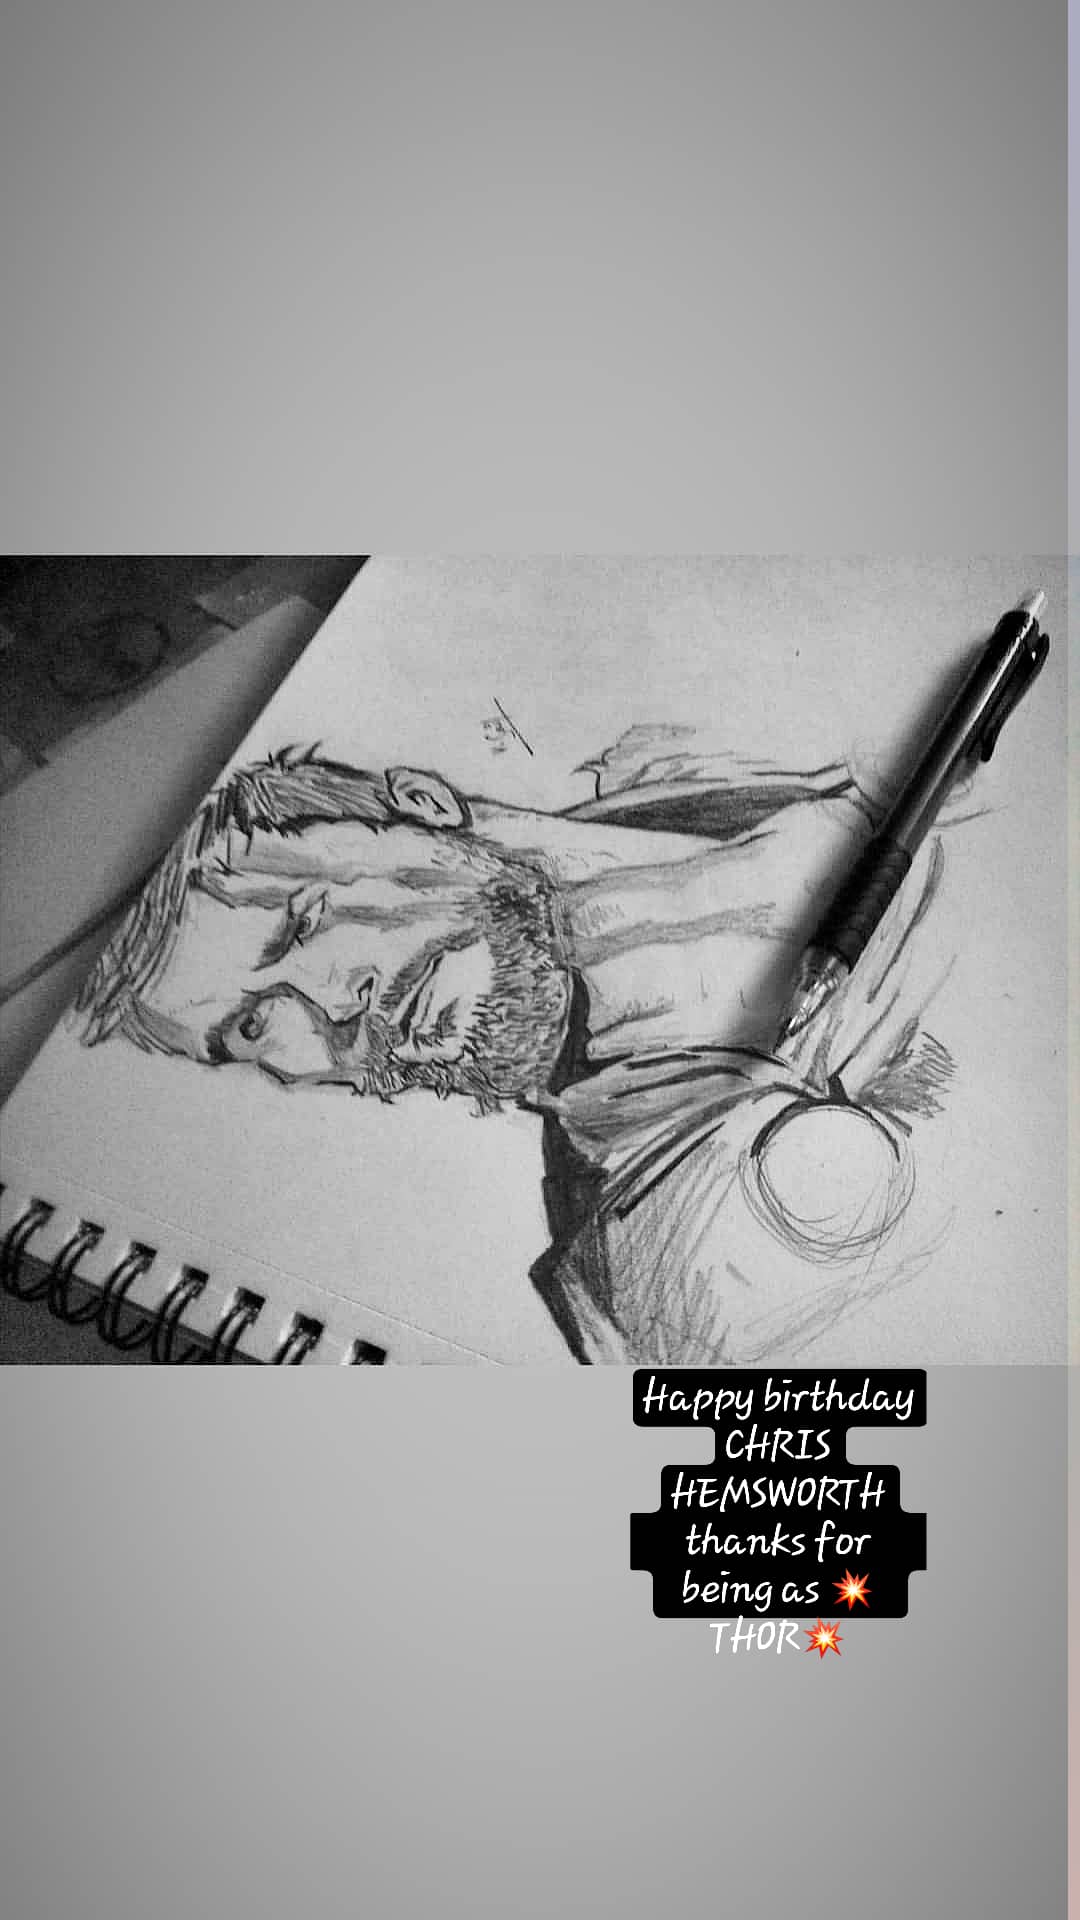 Happy birthday
CHRIS
HEMSWORTH
thanks for
being as 💥
THOR💥